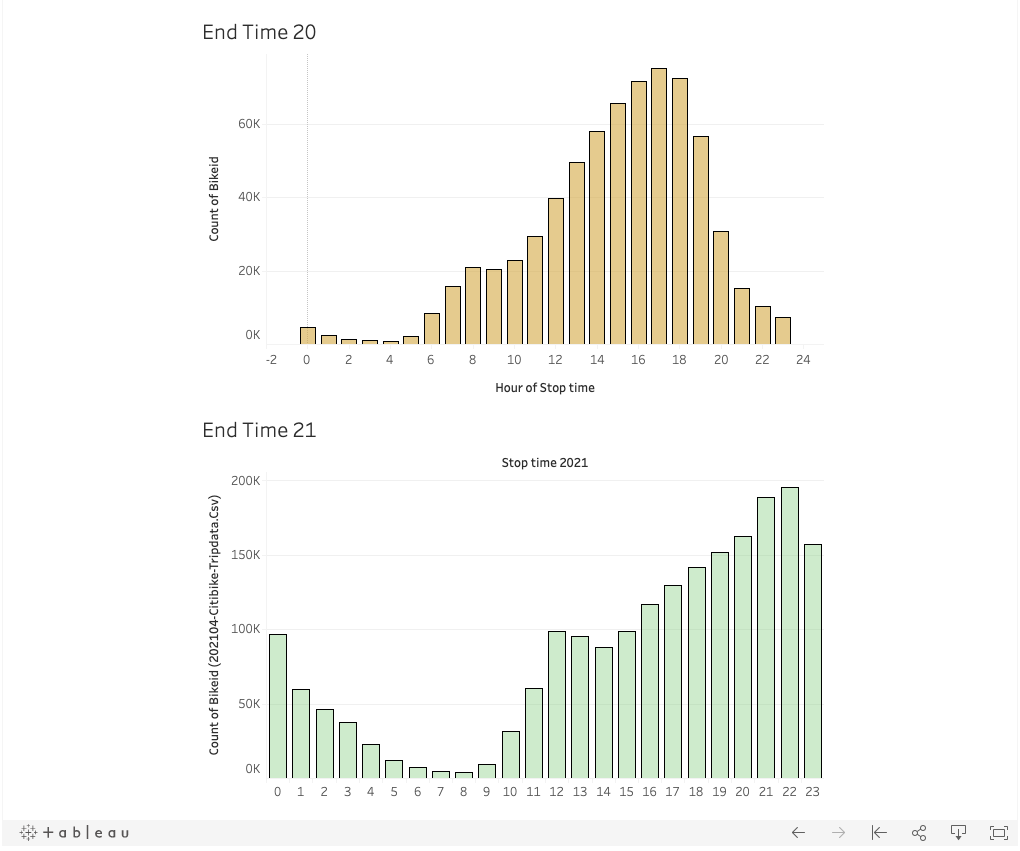 End Time 20
60K
40K
20K
0K
Count of Bikeid
-2 0 2 4 6 8 10 12 14 16 18 20 22 24
Hour of Stop time
End Time 21
Stop time 2021
200K
150K
100K
50K
0K
Count of Bikeid (202104-Citibike-Tripdata.Csv)
0 1 2 3 4 5 6 7 8 9 10 11 12 13 14 15 16 17 18 19 20 21 22 23
+ableau